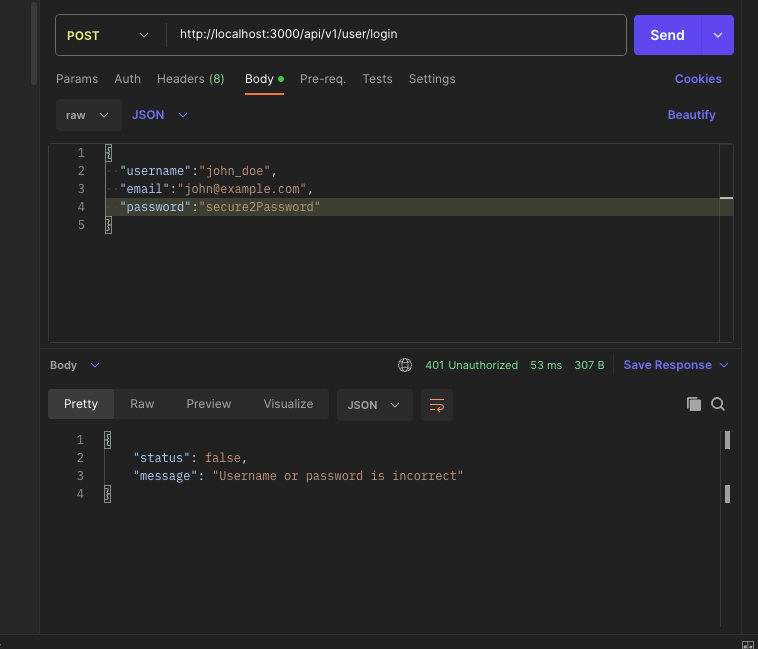 POST http://localhost:3000/api/v1/user/login Send
Params Auth Headers (8) Body Pre-req. Tests Settings Cookies
raw JSON Beautify
1 {
2 "username":"john_doe",
3 "email":"john@example.com",
4 "password":"secure2Password"
5 }
Body 401 Unauthorized 53 ms 307 B Save Response
Pretty Raw Preview Visualize JSON
1 {
2 "status": false,
3 "message": "Username or password is incorrect"
4 }